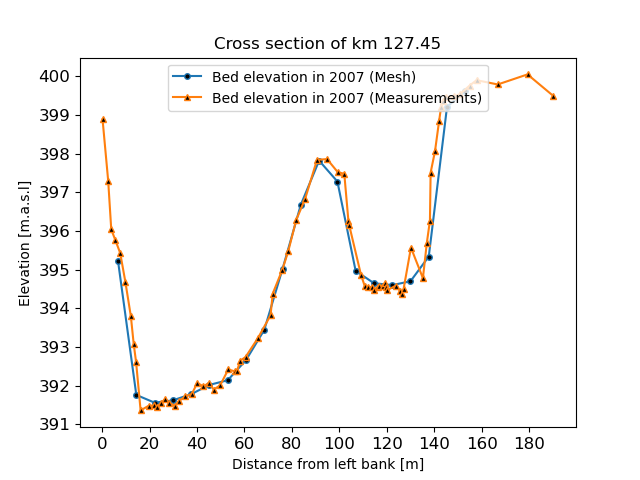 Cross section of km 127.45
Bed elevation in 2007 (Mesh)
Bed elevation in 2007 (Measurements)
400
399
398
397
396
395
394
393
392
391
Elevation [m.a.s.l]
0 20 40 60 80 100 120 140 160 180
Distance from left bank [m]